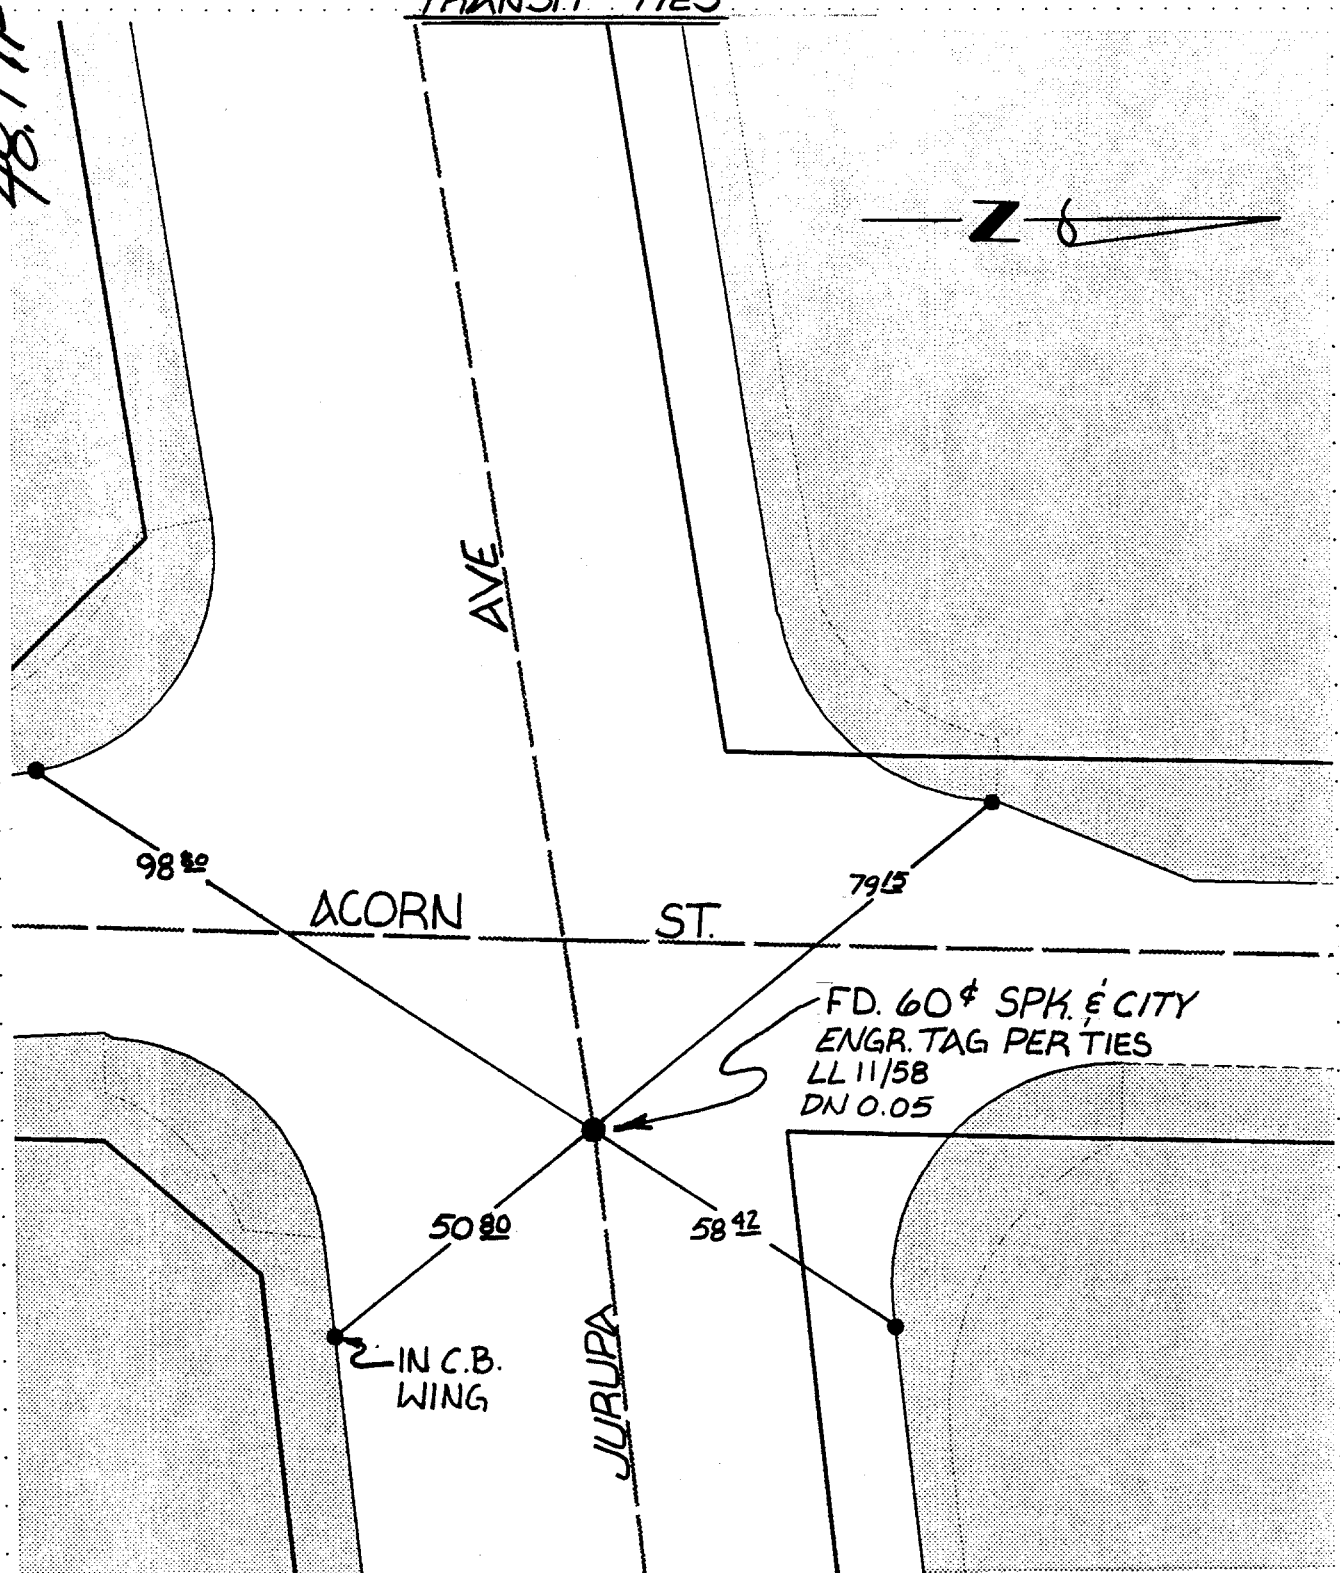 TRANSIT TIES
N
AVE
98 80
79 15
ACORN ST.
FD. 60¢ SPK. & CITY
ENGR. TAG PER TIES
LL 11/58
DN 0.05
50 80
58 42
JURUPA
IN C.B.
WING